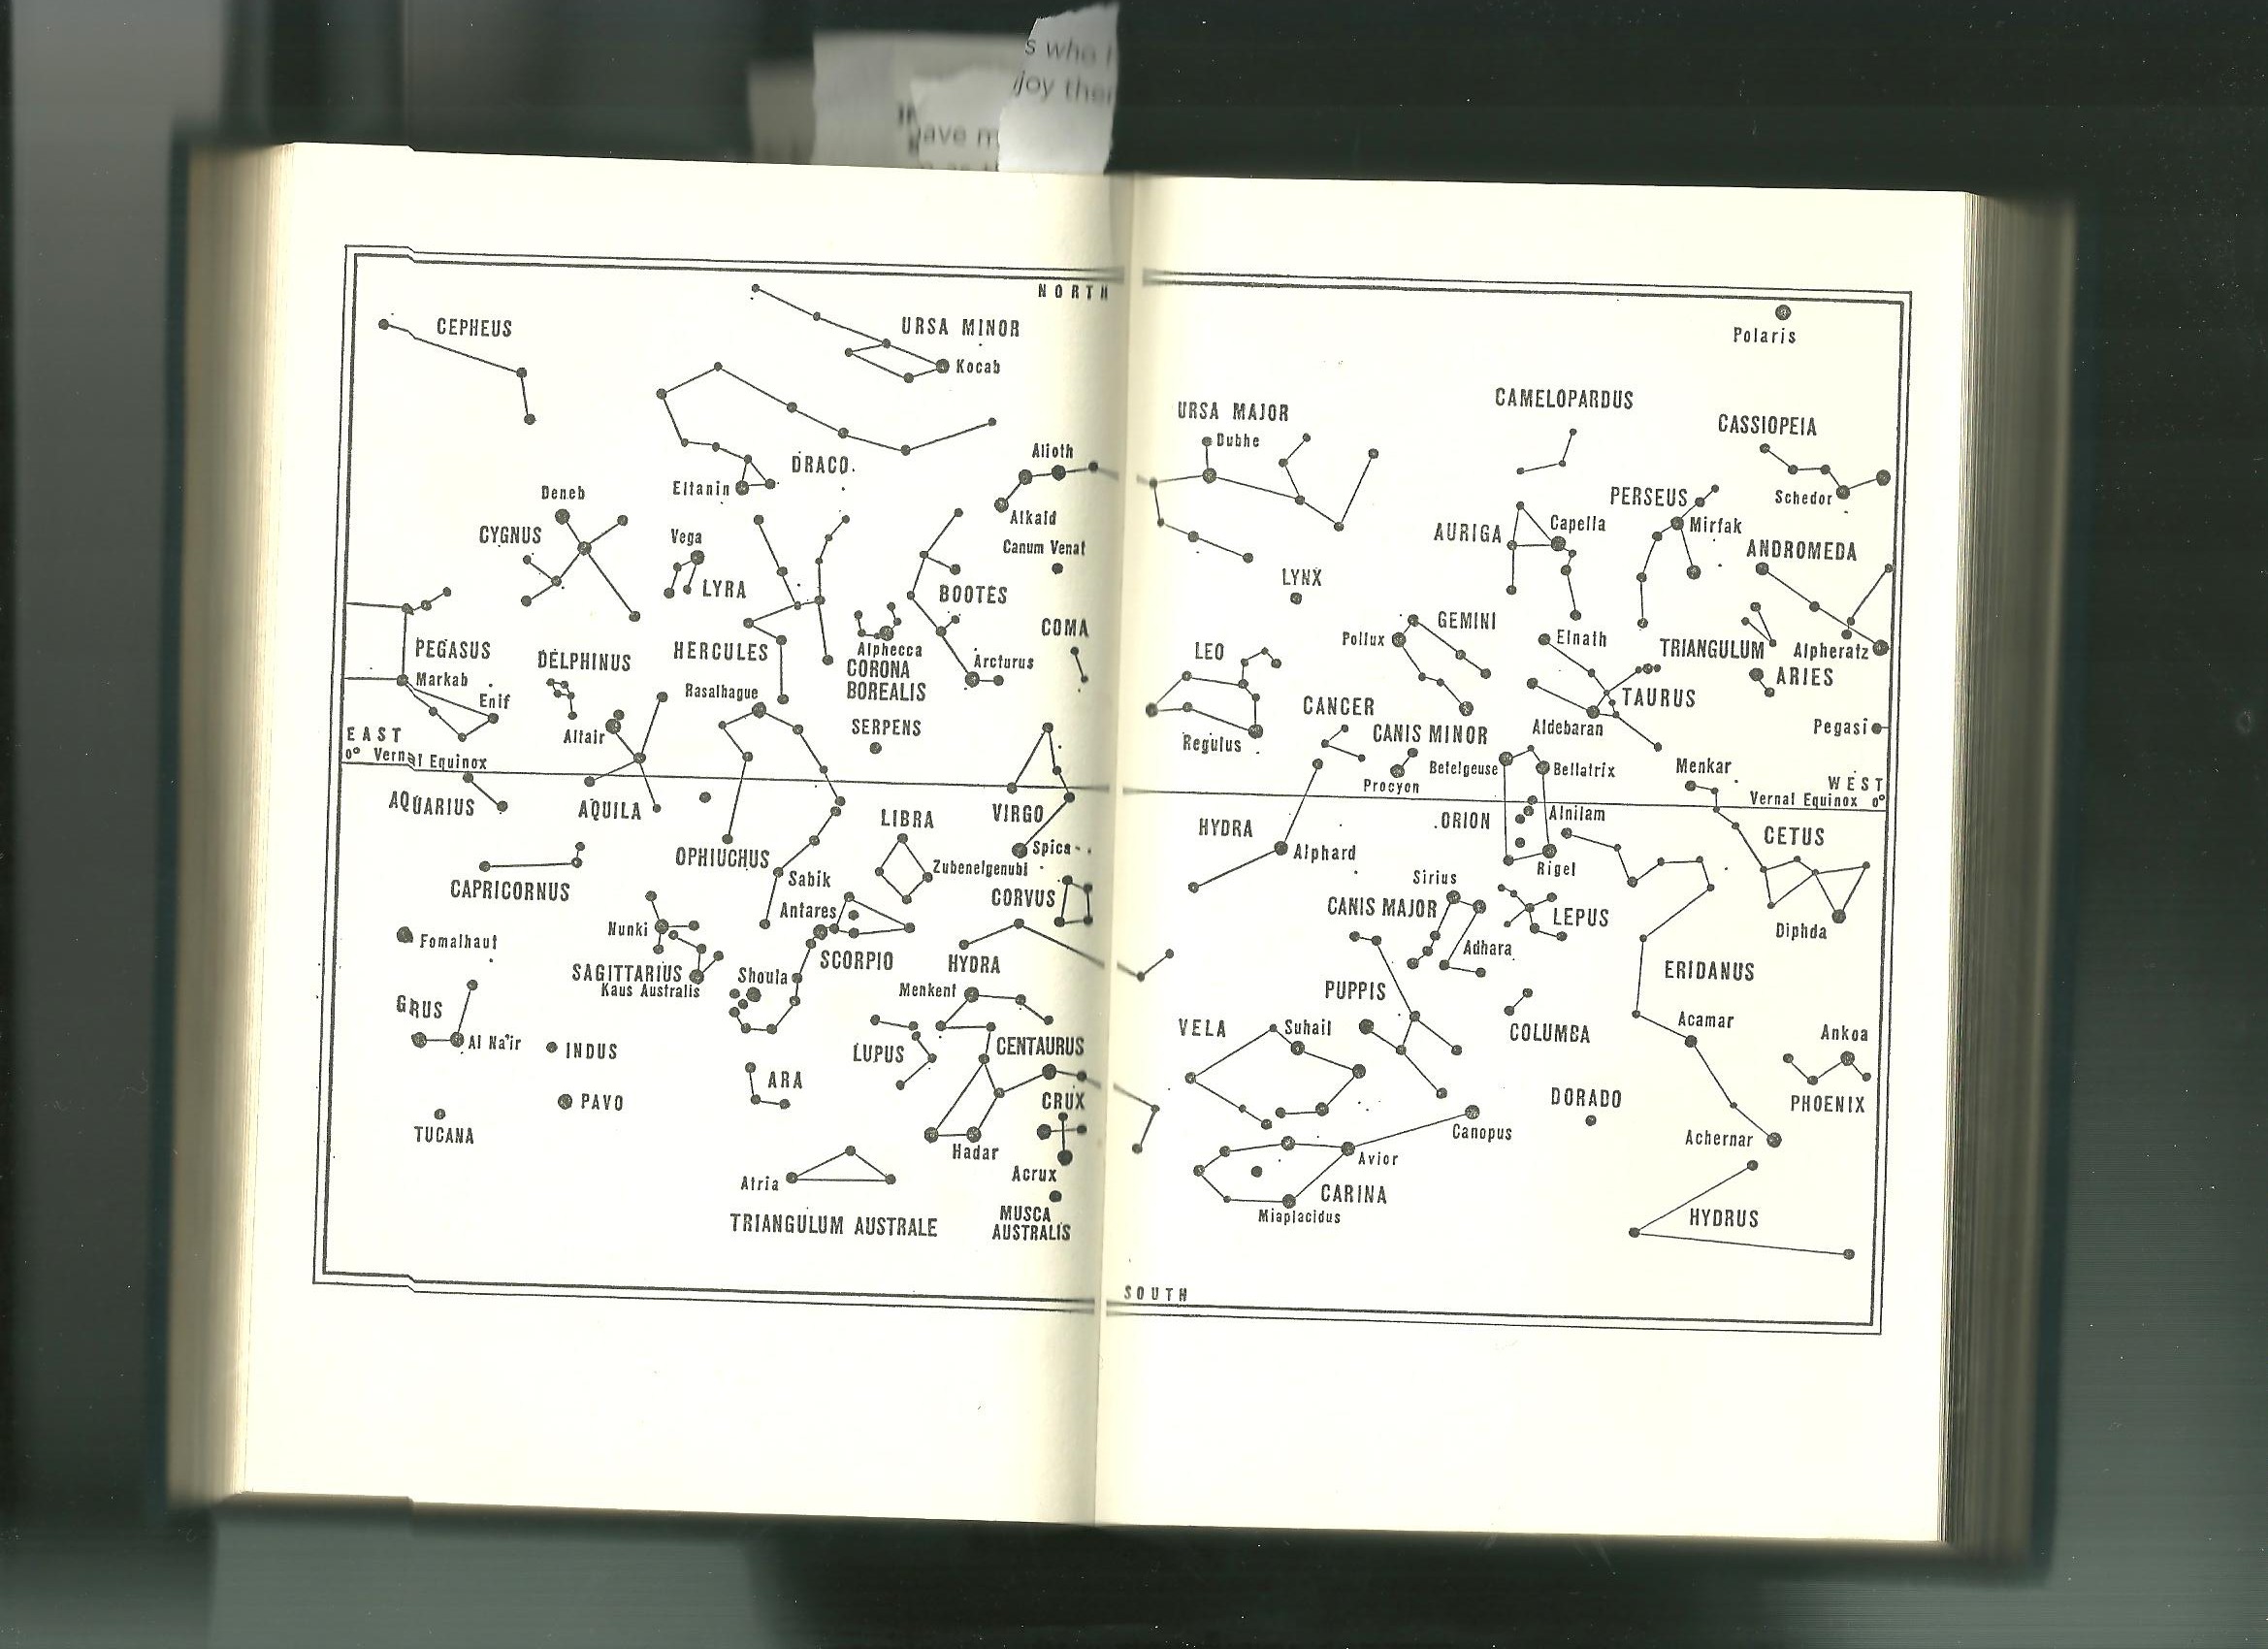 s who
joy the
ave m
NORTH
CEPHEUS
URSA MINOR
Kocab
DRACO
Eltanin
Alioth
Alkaid
Deneb
CYGNUS
Vega
LYRA
Canum Venat
BOOTES
COMA
PEGASUS
Markab
Enif
DELPHINUS
HERCULES
Alphecca
CORONA
BOREALIS
Arcturus
Rasalhague
Altair
SERPENS
EAST
0° Vernal Equinox
AQUARIUS
AQUILA
LIBRA
VIRGO
OPHIUCHUS
Spica
Zubenelgenubi
CAPRICORNUS
Sabik
CORVUS
Antares
Nunki
Fomalhaut
SCORPIO
HYDRA
SAGITTARIUS
Kaus Australis
Shoula
Menkent
GRUS
Al Na'ir
INDUS
LUPUS
CENTAURUS
ARA
PAVO
CRUX
TUCANA
Hadar
Acrux
Atria
MUSCA
AUSTRALIS
TRIANGULUM AUSTRALE
Polaris
URSA MAJOR
Dubhe
CAMELOPARDUS
CASSIOPEIA
Schedor
PERSEUS
Mirfak
AURIGA
Capella
ANDROMEDA
LYNX
GEMINI
Pollux
Elnath
TRIANGULUM
Alpheratz
LEO
ARIES
TAURUS
CANCER
Aldebaran
Pegasi
Regulus
CANIS MINOR
Procyon
Betelgeuse
Bellatrix
Menkar
WEST
Vernal Equinox 0°
HYDRA
Alphard
ORION
Alnilam
CETUS
Rigel
Sirius
CANIS MAJOR
LEPUS
Adhara
Diphda
ERIDANUS
PUPPIS
VELA
Suhail
COLUMBA
Acamar
Ankoa
DORADO
PHOENIX
Canopus
Achernar
Avior
CARINA
Miaplacidus
HYDRUS
SOUTH